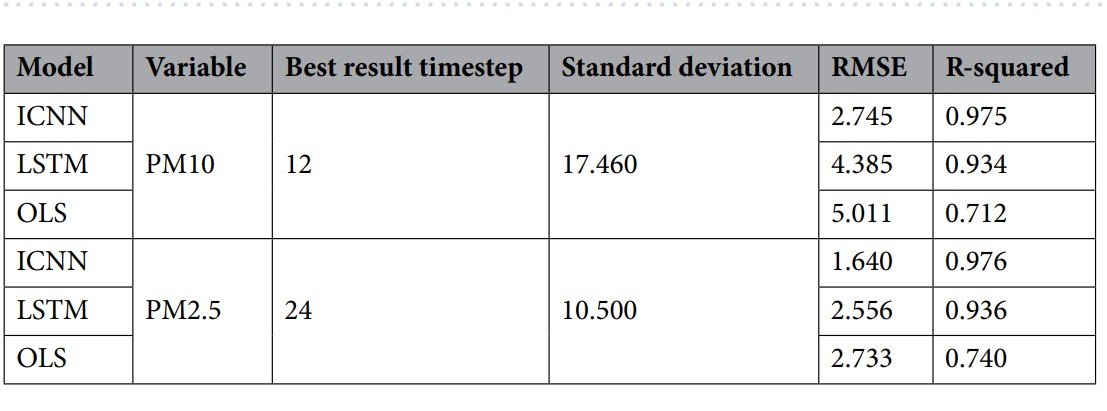 Model Variable Best result timestep Standard deviation RMSE R-squared
ICNN 2.745 0.975
LSTM PM10 12 17.460 4.385 0.934
OLS 5.011 0.712
ICNN 1.640 0.976
LSTM PM2.5 24 10.500 2.556 0.936
OLS 2.733 0.740